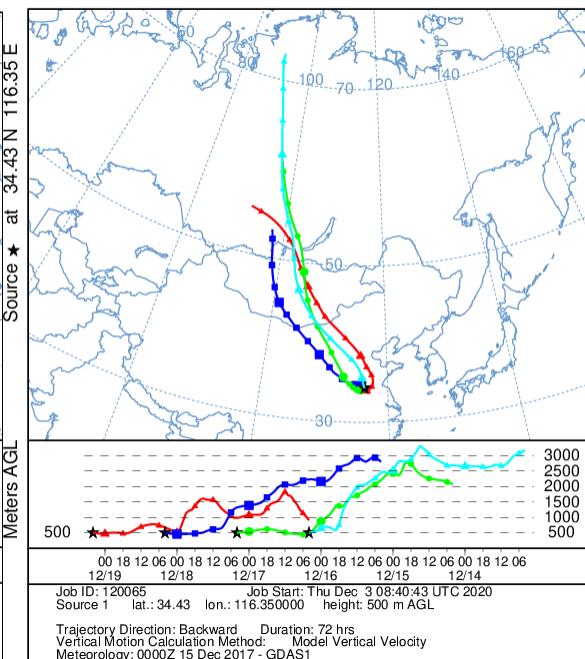 Source ★ at 34.43 N 116.35 E
60
80
100
70
120
140
160
50
30
Meters AGL
3000
2500
2000
1500
1000
500
500
00 18 12 06 00 18 12 06 00 18 12 06 00 18 12 06 00 18 12 06 00 18 12 06
12/19 12/18 12/17 12/16 12/15 12/14
Job ID: 120065 Job Start: Thu Dec 3 08:40:43 UTC 2020
Source 1 lat.: 34.43 lon.: 116.350000 height: 500 m AGL
Trajectory Direction: Backward Duration: 72 hrs
Vertical Motion Calculation Method: Model Vertical Velocity
Meteorology: 0000Z 15 Dec 2017 - GDAS1